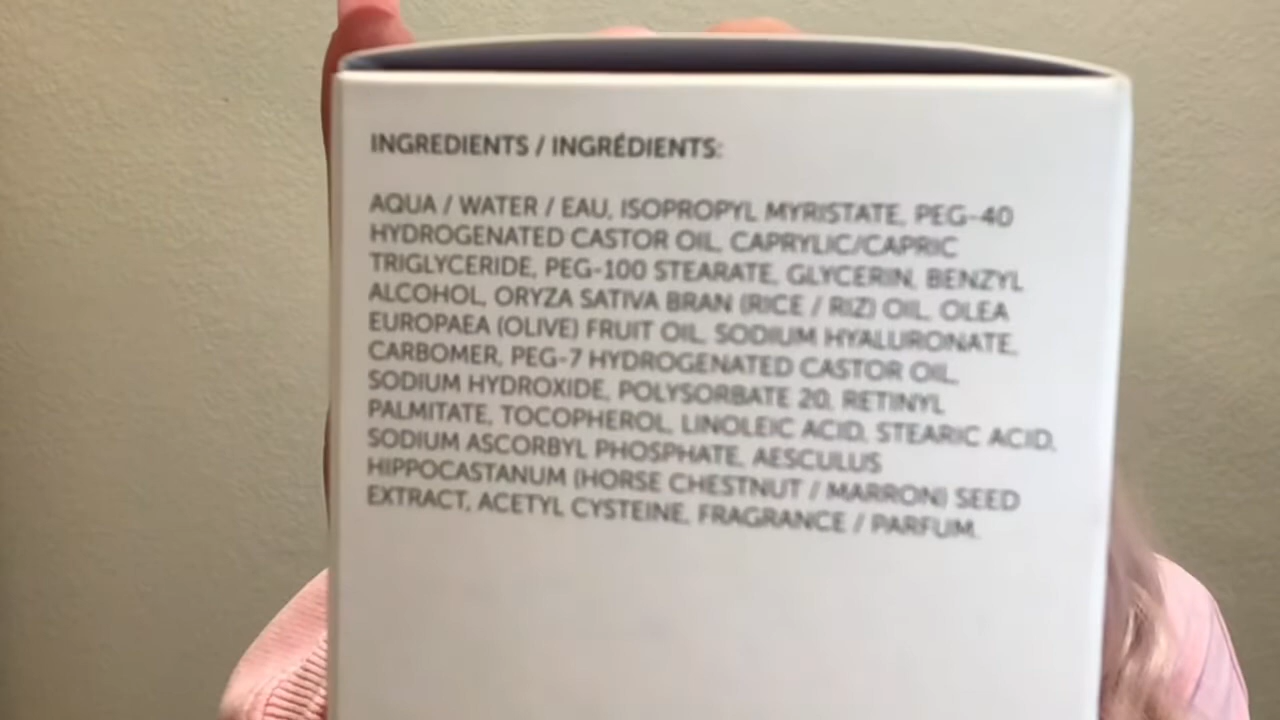 INGREDIENTS / INGRÉDIENTS:
AQUA / WATER / EAU, ISOPROPYL MYRISTATE, PEG-40
HYDROGENATED CASTOR OIL, CAPRYLIC/CAPRIC
TRIGLYCERIDE, PEG-100 STEARATE, GLYCERIN, BENZYL
ALCOHOL, ORYZA SATIVA BRAN (RICE / RIZ) OIL, OLEA
EUROPAEA (OLIVE) FRUIT OIL, SODIUM HYALURONATE,
CARBOMER, PEG-7 HYDROGENATED CASTOR OIL,
SODIUM HYDROXIDE, POLYSORBATE 20, RETINYL
PALMITATE, TOCOPHEROL, LINOLEIC ACID, STEARIC ACID,
SODIUM ASCORBYL PHOSPHATE, AESCULUS
HIPPOCASTANUM (HORSE CHESTNUT / MARRON) SEED
EXTRACT, ACETYL CYSTEINE, FRAGRANCE / PARFUM.